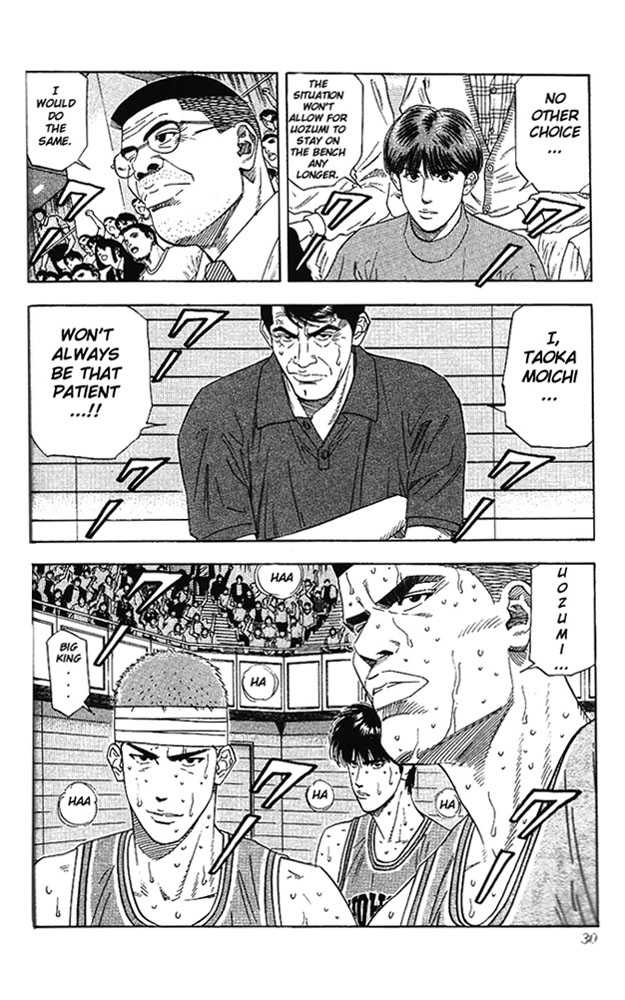 NO
OTHER
CHOICE
...
THE
SITUATION
WON'T
ALLOW FOR
UOZUMI TO
STAY ON
THE BENCH
ANY
LONGER.
I
WOULD
DO
THE
SAME.
I,
TAOKA
MOICHI
...
WON'T
ALWAYS
BE THAT
PATIENT
...!!
UOZUMI...
HAA
BIG
KING
...
HA
HAA
HA
HA
30